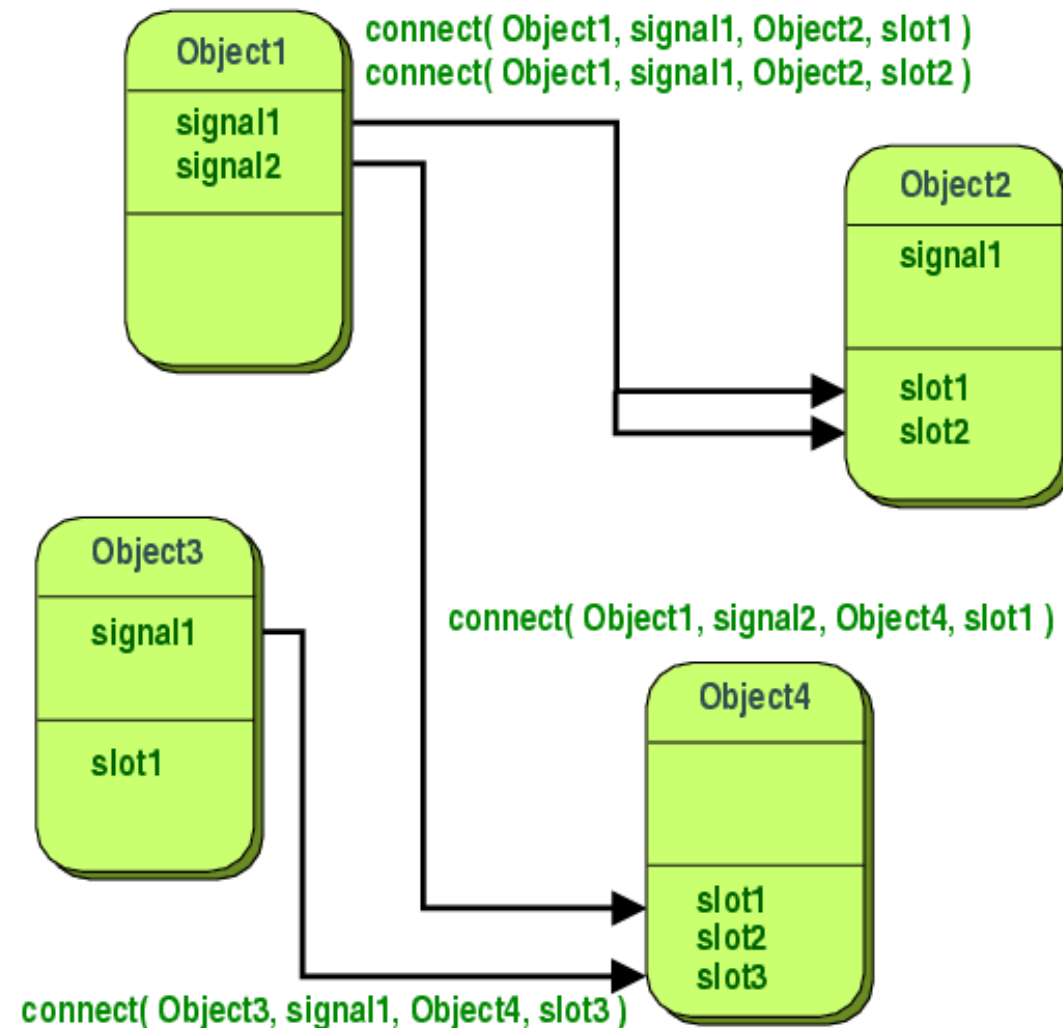 connect( Object1, signal1, Object2, slot1 )
connect( Object1, signal1, Object2, slot2 )
Object1
signal1
signal2
Object2
signal1
slot1
slot2
Object3
signal1
slot1
connect( Object1, signal2, Object4, slot1 )
Object4
slot1
slot2
slot3
connect( Object3, signal1, Object4, slot3 )